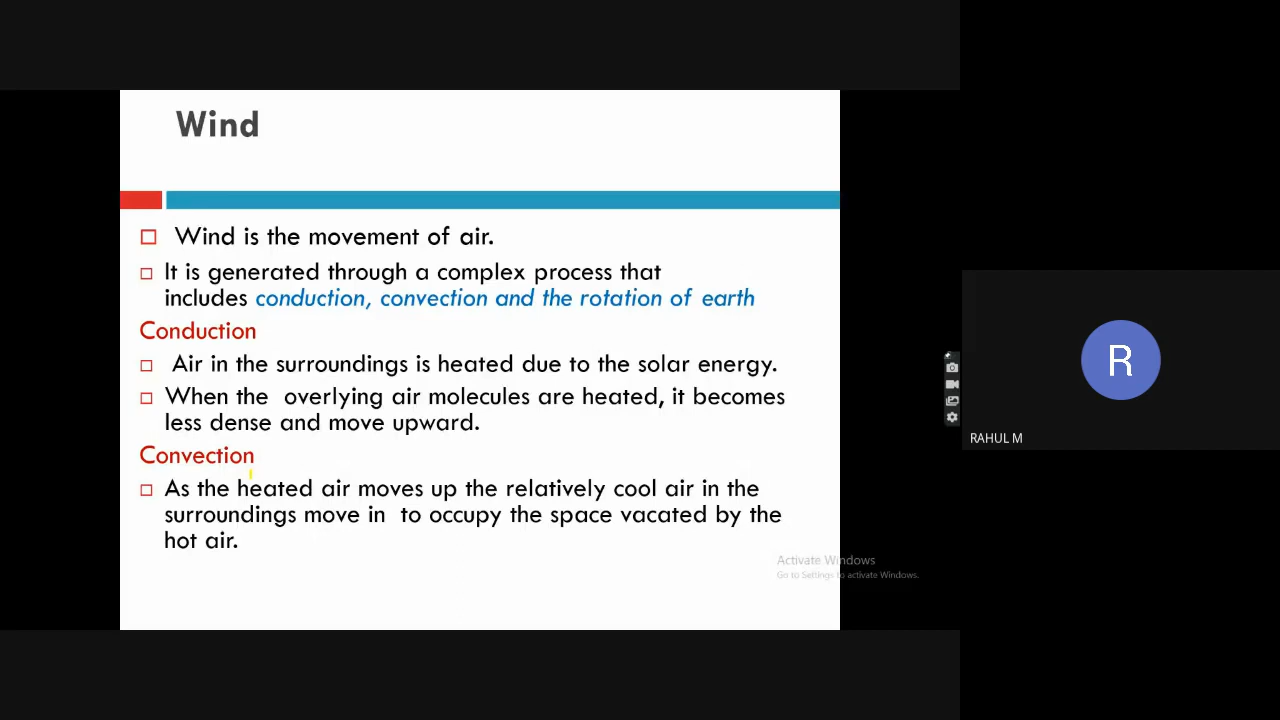 Wind
Wind is the movement of air.
It is generated through a complex process that
includes conduction, convection and the rotation of earth
Conduction
Air in the surroundings is heated due to the solar energy.
When the overlying air molecules are heated, it becomes
less dense and move upward.
Convection
As the heated air moves up the relatively cool air in the
surroundings move in to occupy the space vacated by the
hot air.
Activate Windows
Go to Settings to activate Windows.
R
RAHUL M